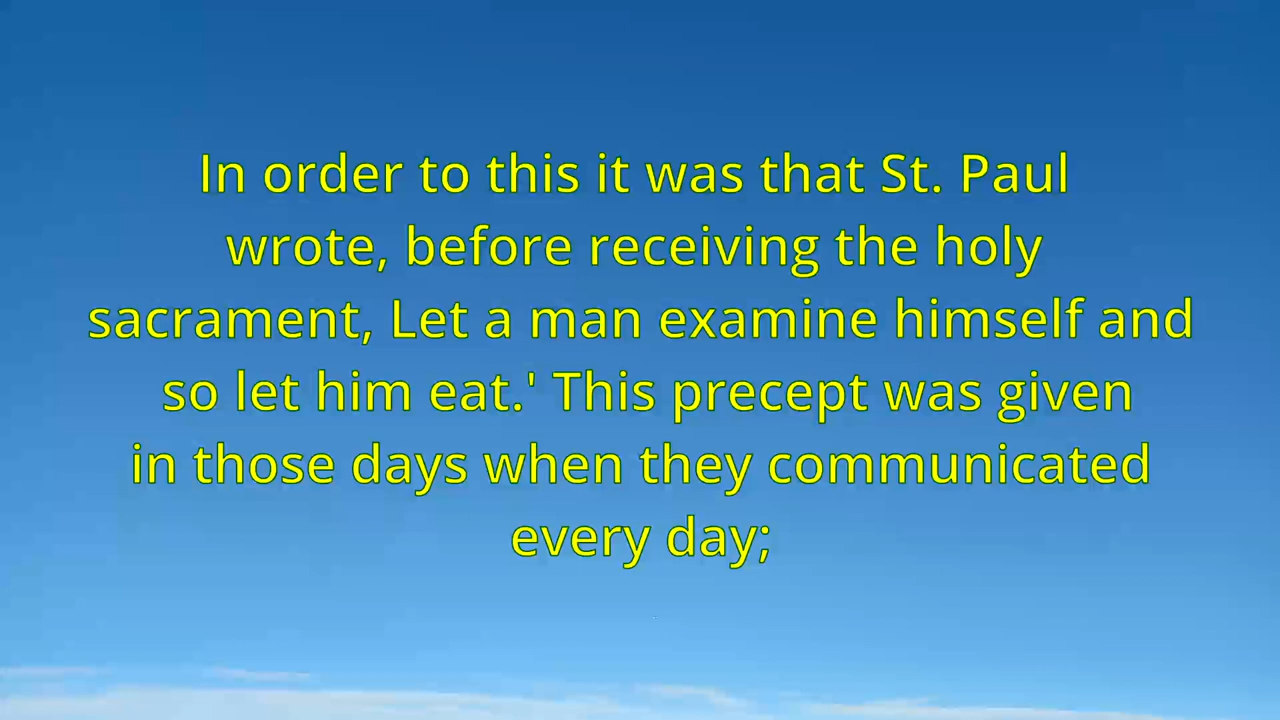 In order to this it was that St. Paul
wrote, before receiving the holy
sacrament, Let a man examine himself and
so let him eat.' This precept was given
in those days when they communicated
every day;